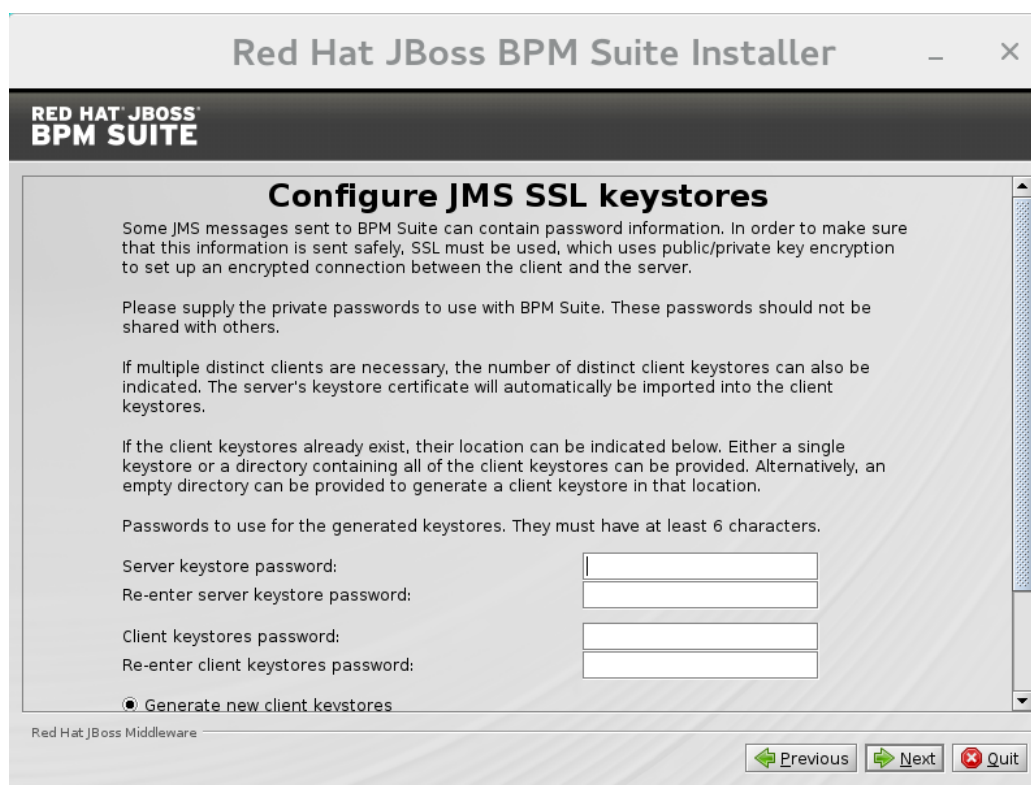 Red Hat JBoss BPM Suite Installer
RED HAT® JBOSS®
BPM SUITE
Configure JMS SSL keystores
Some JMS messages sent to BPM Suite can contain password information. In order to make sure
that this information is sent safely, SSL must be used, which uses public/private key encryption
to set up an encrypted connection between the client and the server.
Please supply the private passwords to use with BPM Suite. These passwords should not be
shared with others.
If multiple distinct clients are necessary, the number of distinct client keystores can also be
indicated. The server's keystore certificate will automatically be imported into the client
keystores.
If the client keystores already exist, their location can be indicated below. Either a single
keystore or a directory containing all of the client keystores can be provided. Alternatively, an
empty directory can be provided to generate a client keystore in that location.
Passwords to use for the generated keystores. They must have at least 6 characters.
Server keystore password:
Re-enter server keystore password:
Client keystores password:
Re-enter client keystores password:
Generate new client keystores
Red Hat JBoss Middleware
Previous Next Quit